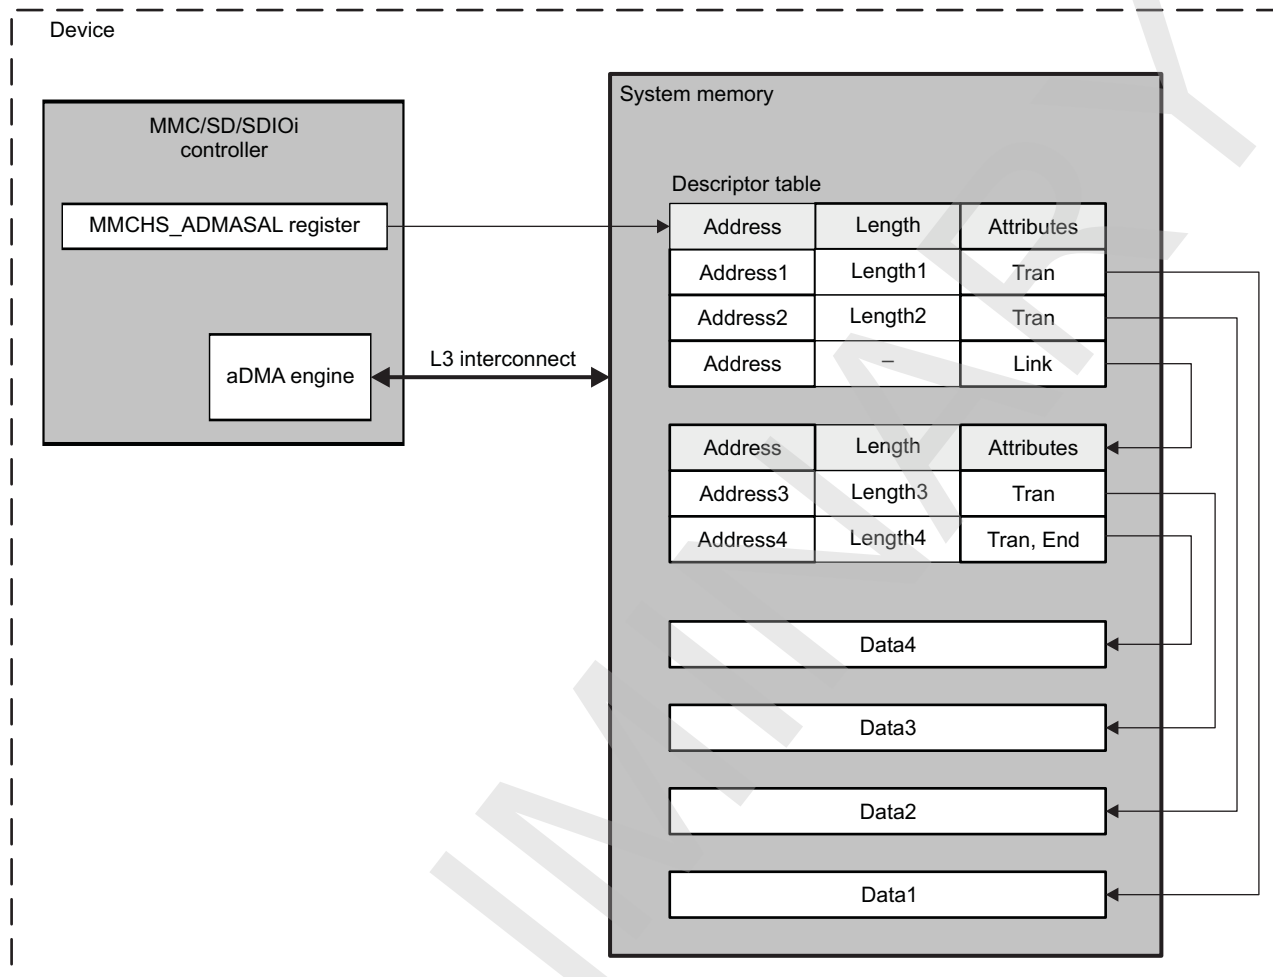 Device
MMC/SD/SDIOi
controller
MMCHS_ADMASAL register
aDMA engine
L3 interconnect
System memory
Descriptor table
Address Length Attributes
Address1 Length1 Tran
Address2 Length2 Tran
Address – Link
Address Length Attributes
Address3 Length3 Tran
Address4 Length4 Tran, End
Data4
Data3
Data2
Data1
IMINARY